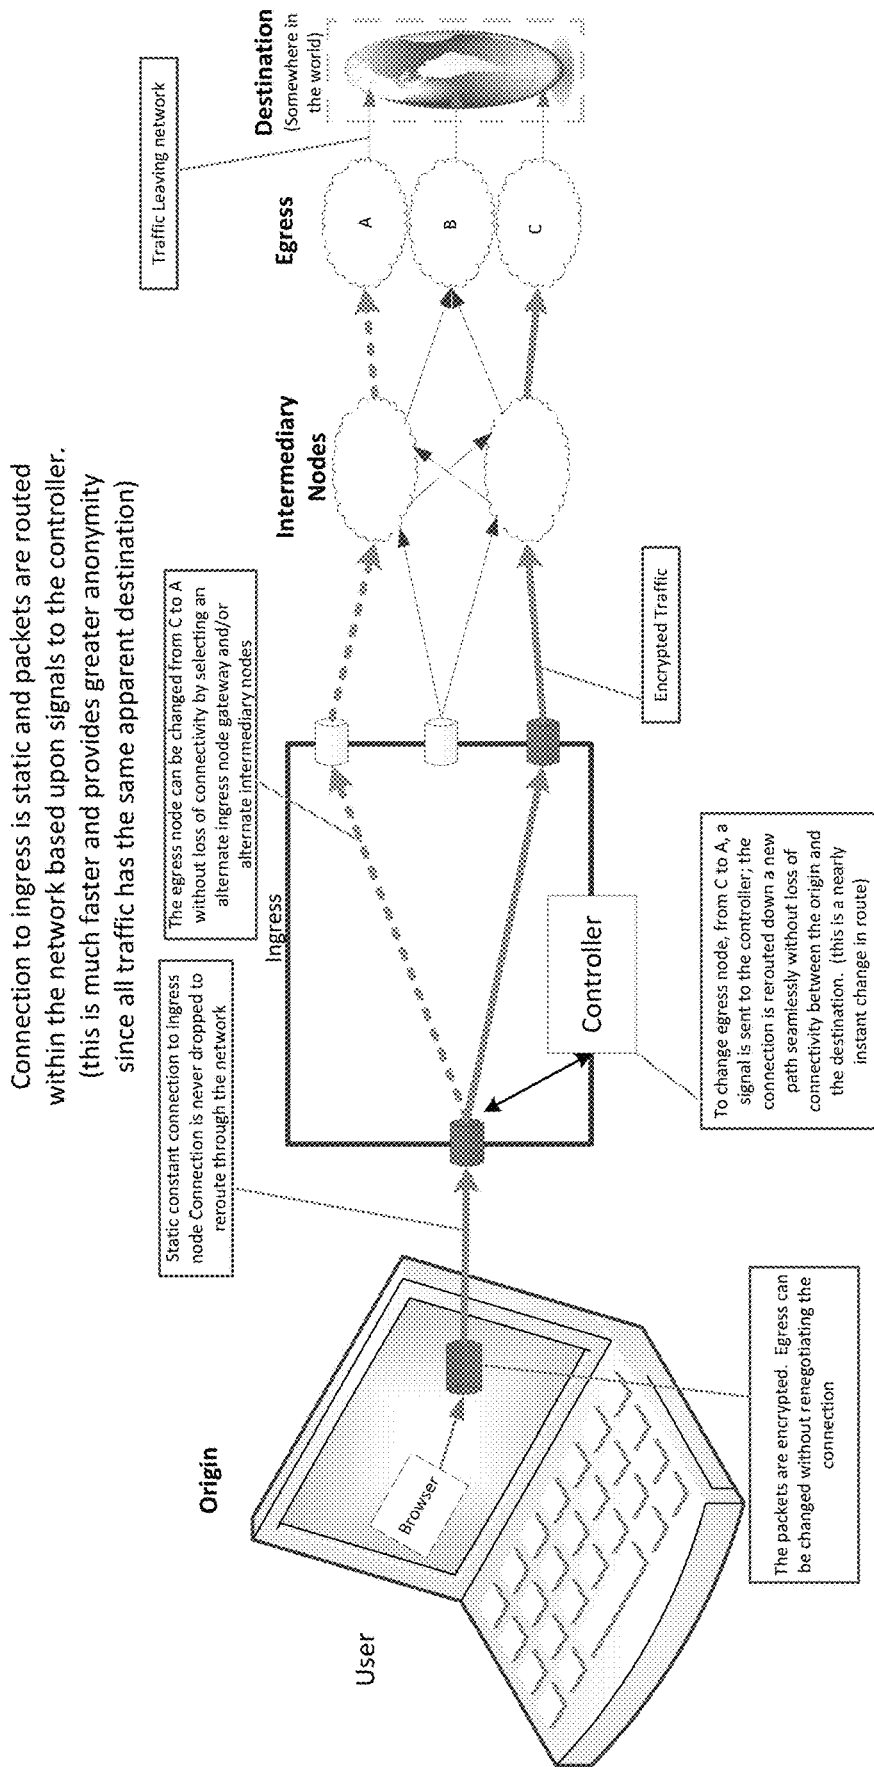 Connection to ingress is static and packets are routed
within the network based upon signals to the controller.
(this is much faster and provides greater anonymity
since all traffic has the same apparent destination)
Origin
User
Browser
The packets are encrypted.  Egress can
be changed without renegotiating the
connection
Static constant connection to ingress
node Connection is never dropped to
reroute through the network
Ingress
Controller
To change egress node, from C to A, a
signal is sent to the controller; the
connection is rerouted down a new
path seamlessly without loss of
connectivity between the origin and
the destination.  (this is a nearly
instant change in route)
The egress node can be changed from C to A
without loss of connectivity by selecting an
alternate ingress node gateway and/or
alternate intermediary nodes
Encrypted Traffic
Intermediary
Nodes
Egress
A
B
C
Traffic Leaving network
Destination
(Somewhere in
the world)